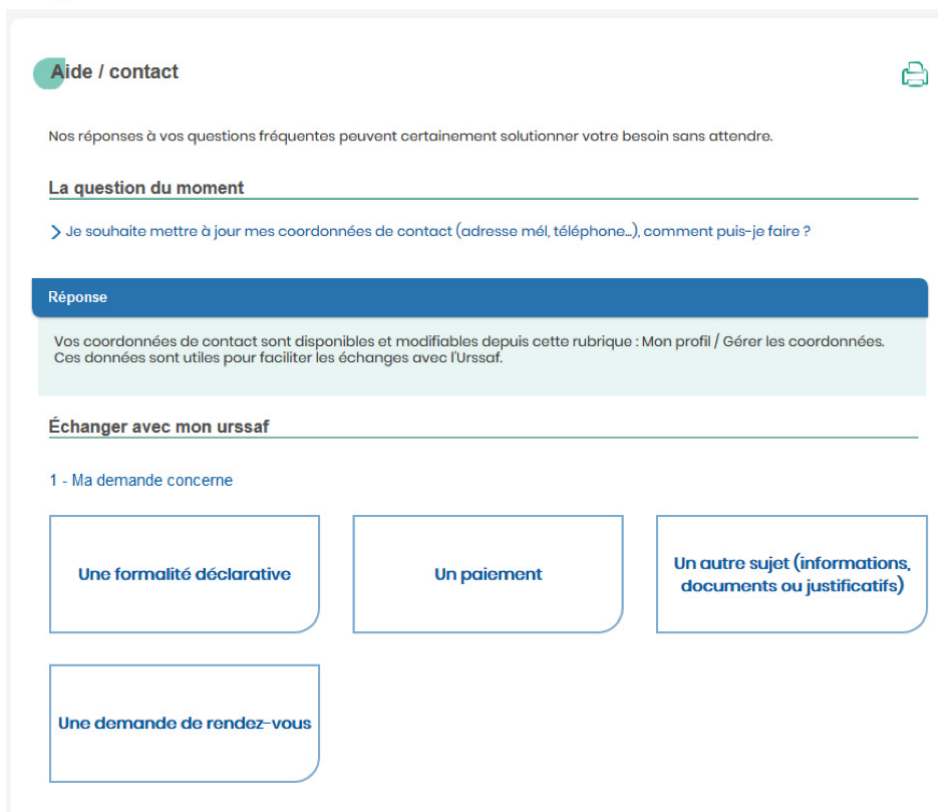 Aide / contact
Nos réponses à vos questions fréquentes peuvent certainement solutionner votre besoin sans attendre.
La question du moment
Je souhaite mettre à jour mes coordonnées de contact (adresse mél, téléphone...), comment puis-je faire ?
Réponse
Vos coordonnées de contact sont disponibles et modifiables depuis cette rubrique : Mon profil / Gérer les coordonnées.
Ces données sont utiles pour faciliter les échanges avec l'Urssaf.
Échanger avec mon urssaf
1 - Ma demande concerne
Une formalité déclarative
Un paiement
Un autre sujet (informations,
documents ou justificatifs)
Une demande de rendez-vous